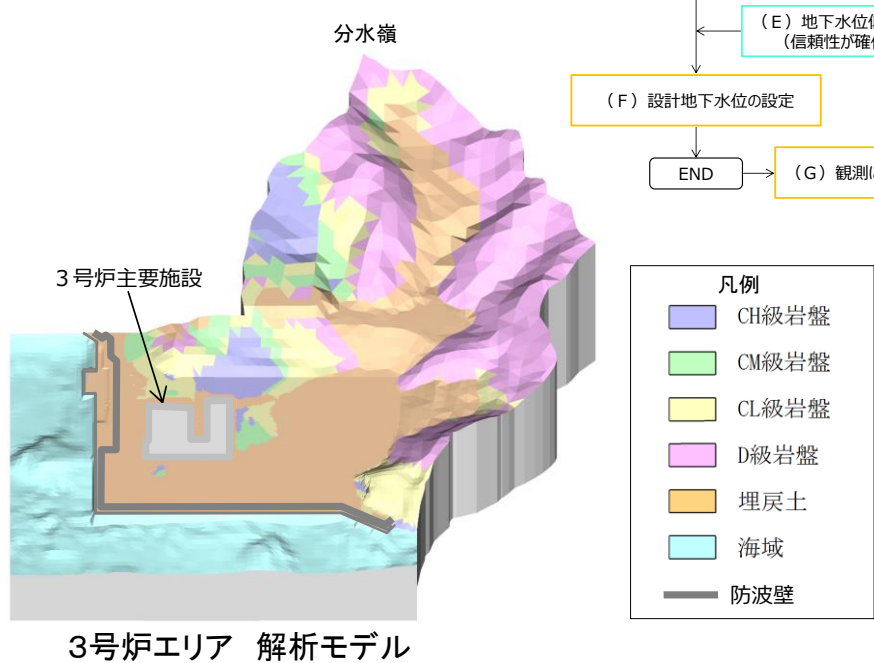 分水嶺
(E)地下水位
(信頼性が確
(F)設計地下水位の設定
END
(G)観測
3号炉主要施設
凡例
CH級岩盤
CM級岩盤
CL級岩盤
D級岩盤
埋戻土
海域
防波壁
3号炉エリア 解析モデル